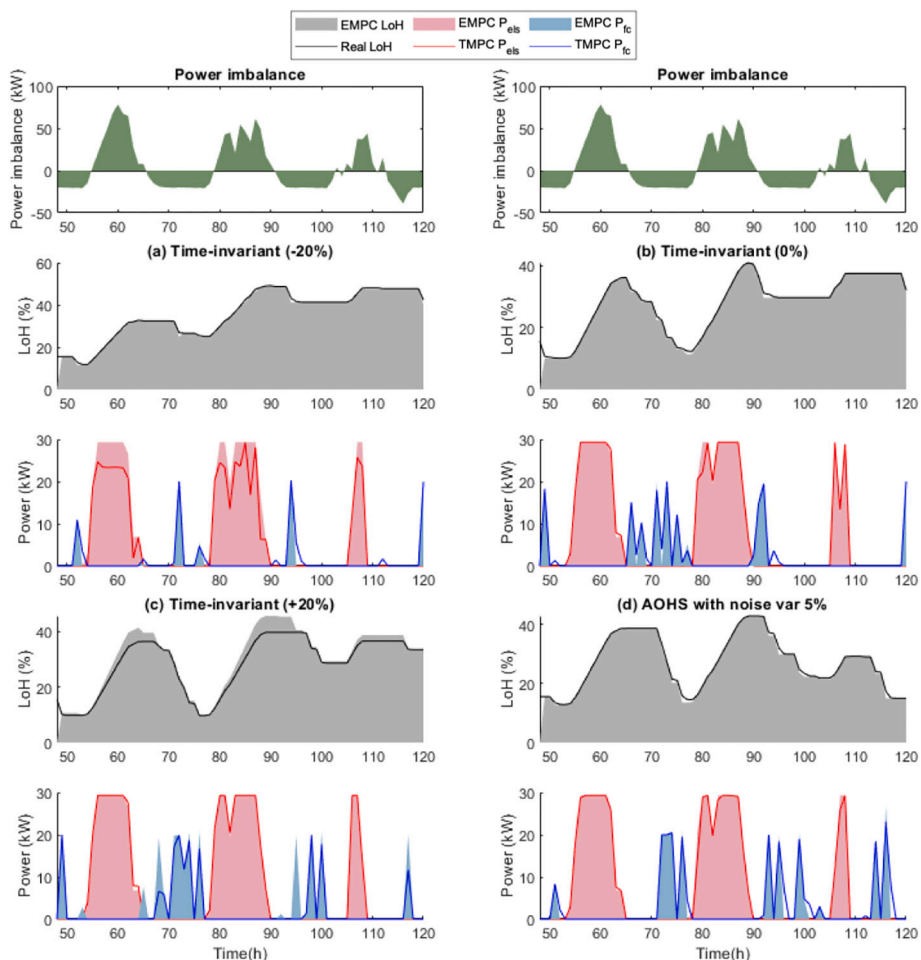 EMPC LoH EMPC P_els EMPC P_fc
Real LoH TMPC P_els TMPC P_fc
Power imbalance Power imbalance
Power imbalance (kW) 100 50 0 -50 Power imbalance (kW) 100 50 0 -50
50 60 70 80 90 100 110 120 50 60 70 80 90 100 110 120
(a) Time-invariant (-20%) (b) Time-invariant (0%)
LoH (%) 60 40 20 0 LoH (%) 40 20 0
50 60 70 80 90 100 110 120 50 60 70 80 90 100 110 120
Power (kW) 30 20 10 0 Power (kW) 30 20 10 0
50 60 70 80 90 100 110 120 50 60 70 80 90 100 110 120
(c) Time-invariant (+20%) (d) AOHS with noise var 5%
LoH (%) 40 20 0 LoH (%) 40 20 0
50 60 70 80 90 100 110 120 50 60 70 80 90 100 110 120
Power (kW) 30 20 10 0 Power (kW) 30 20 10 0
50 60 70 80 90 100 110 120 50 60 70 80 90 100 110 120
Time(h) Time(h)